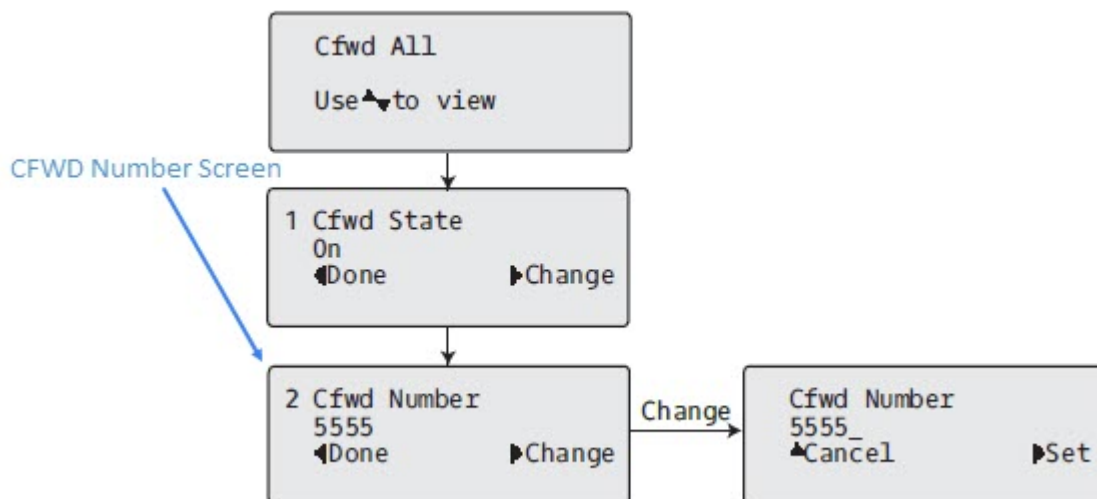 Cfwd All
Use to view
CFWD Number Screen
1 Cfwd State
On
Done Change
2 Cfwd Number
5555
Done Change
Change
Cfwd Number
5555_
Cancel Set